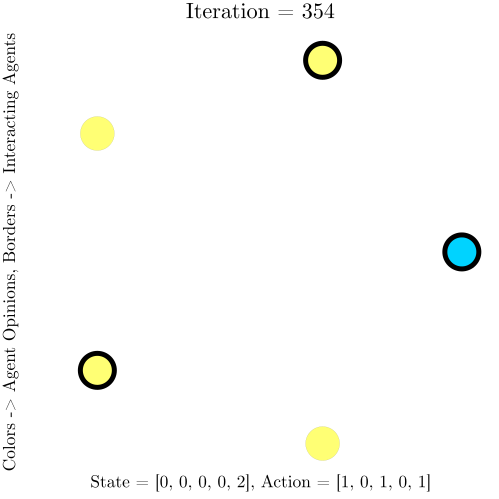 Iteration = 354
Colors -> Agent Opinions, Borders -> Interacting Agents
State = [0, 0, 0, 0, 2], Action = [1, 0, 1, 0, 1]